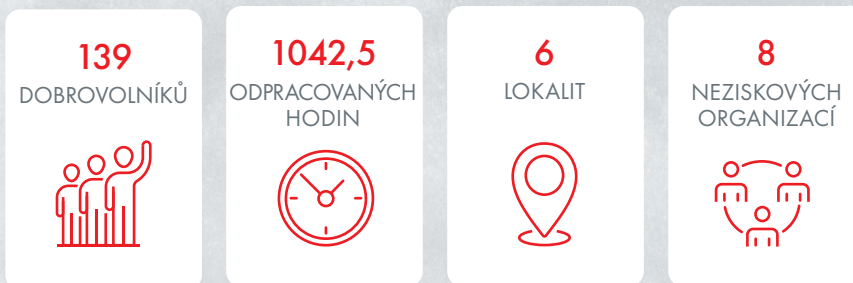 139
DOBROVOLNÍKŮ
1042,5
ODPRACOVANÝCH
HODIN
6
LOKALIT
8
NEZISKOVÝCH
ORGANIZACÍ